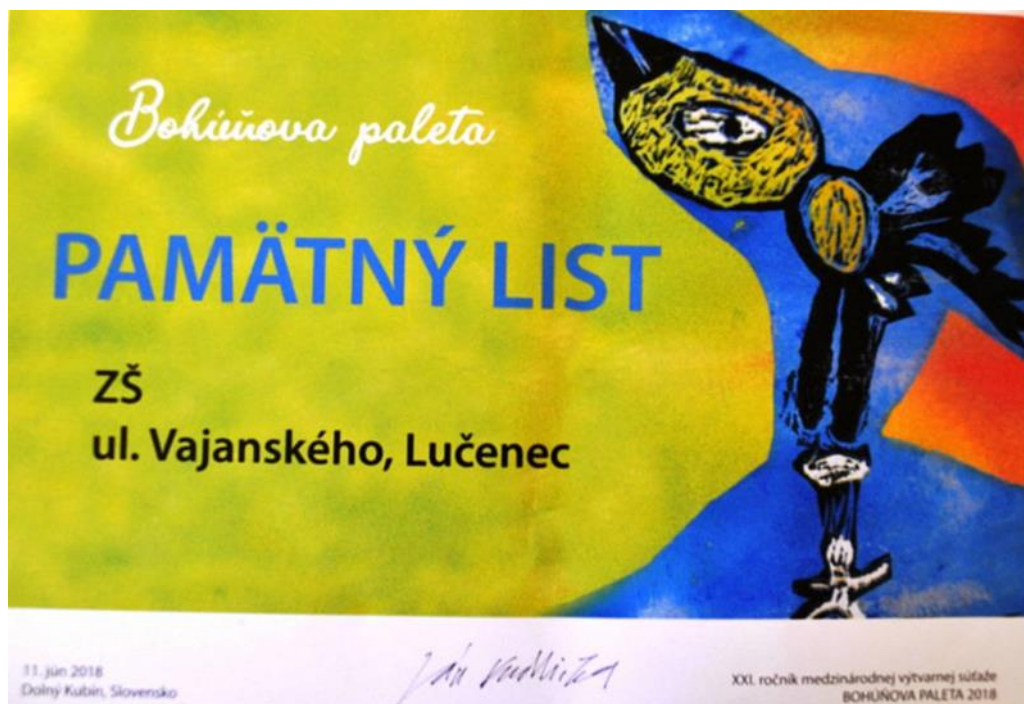 Bohúňova paleta
PAMÄTNÝ LIST
ZŠ
ul. Vajanského, Lučenec
11. jún 2018
Dolný Kubín, Slovensko
Ján
XXI. ročník medzinárodnej výtvarnej súťaže
BOHÚŇOVA PALETA 2018